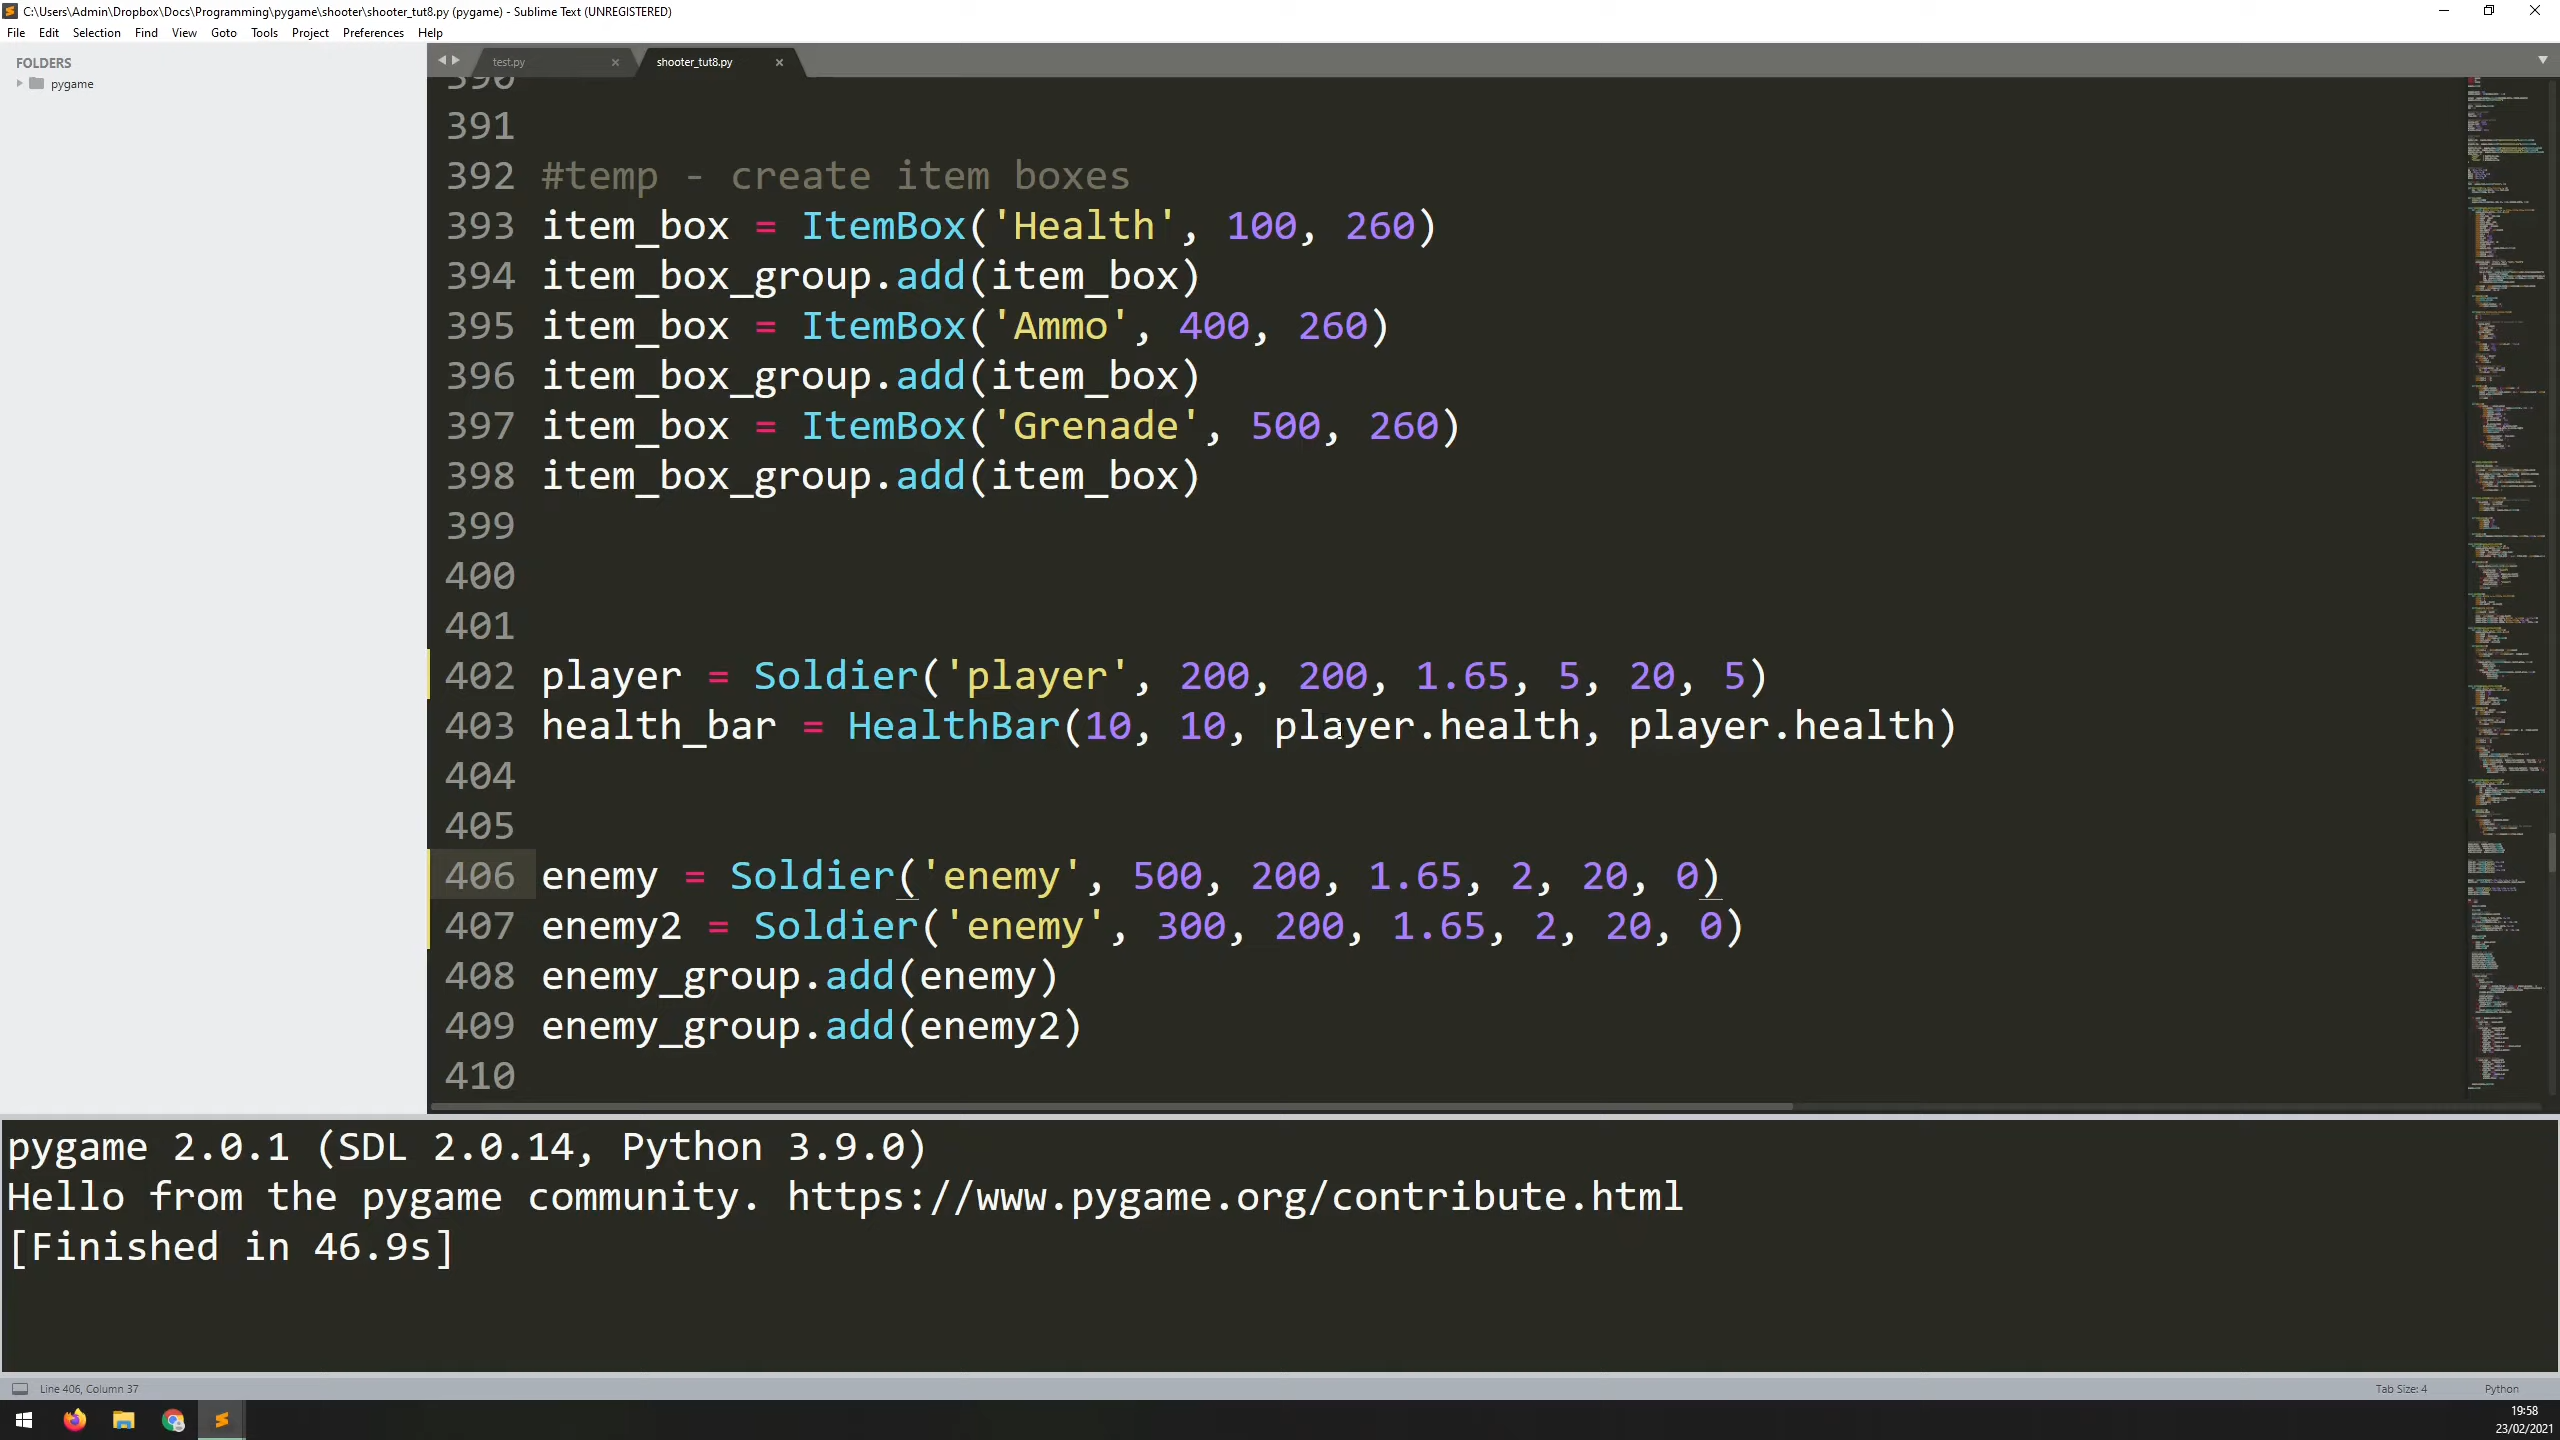 C:\Users\Admin\Dropbox\Docs\Programming\pygame\shooter\shooter_tut8.py (pygame) - Sublime Text (UNREGISTERED)
File Edit Selection Find View Goto Tools Project Preferences Help
FOLDERS
pygame
test.py
shooter_tut8.py
390
391
392 #temp - create item boxes
393 item_box = ItemBox('Health', 100, 260)
394 item_box_group.add(item_box)
395 item_box = ItemBox('Ammo', 400, 260)
396 item_box_group.add(item_box)
397 item_box = ItemBox('Grenade', 500, 260)
398 item_box_group.add(item_box)
399
400
401
402 player = Soldier('player', 200, 200, 1.65, 5, 20, 5)
403 health_bar = HealthBar(10, 10, player.health, player.health)
404
405
406 enemy = Soldier('enemy', 500, 200, 1.65, 2, 20, 0)
407 enemy2 = Soldier('enemy', 300, 200, 1.65, 2, 20, 0)
408 enemy_group.add(enemy)
409 enemy_group.add(enemy2)
410
pygame 2.0.1 (SDL 2.0.14, Python 3.9.0)
Hello from the pygame community. https://www.pygame.org/contribute.html
[Finished in 46.9s]
Line 406, Column 37
Tab Size: 4
Python
19:58
23/02/2021